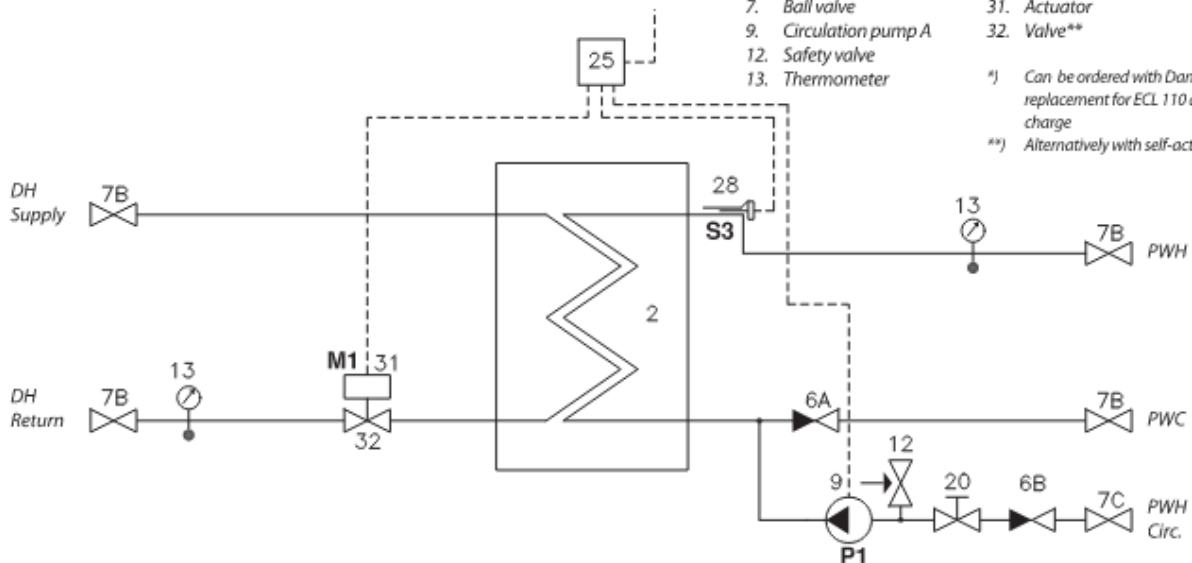 7. Ball valve
9. Circulation pump A
12. Safety valve
13. Thermometer
31. Actuator
32. Valve**
*) Can be ordered with Dan
replacement for ECL 110
charge
**) Alternatively with self-act
25
DH
Supply
7B
28
S3
13
7B
PWH
2
DH
Return
7B
13
M1 31
32
6A
7B
PWC
12
9
20
6B
7C
PWH
Circ.
P1